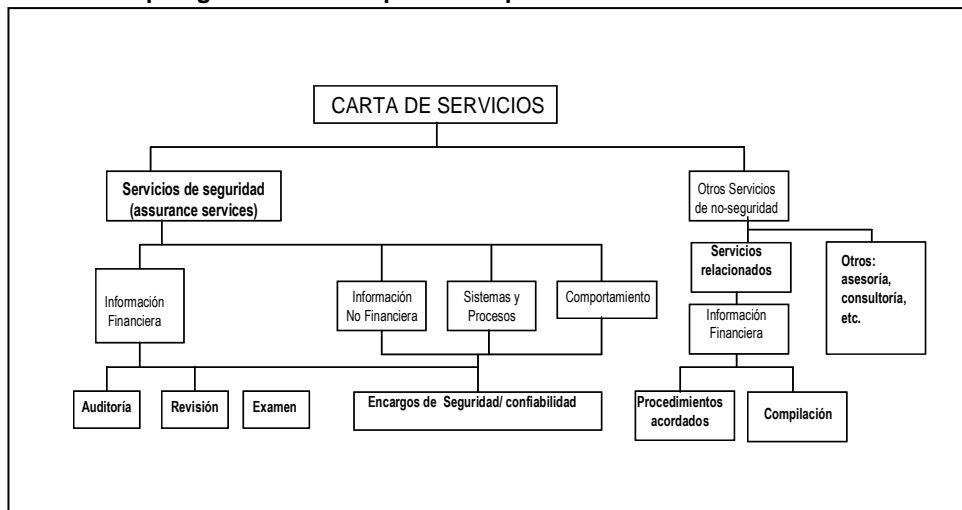 CARTA DE SERVICIOS
Servicios de seguridad
(assurance services)
Otros Servicios
de no-seguridad
Servicios
relacionados
Otros:
asesoría,
consultoría,
etc.
Información
Financiera
Información
No Financiera
Sistemas y
Procesos
Comportamiento
Información
Financiera
Auditoría
Revisión
Examen
Encargos de Seguridad/ confiabilidad
Procedimientos
acordados
Compilación